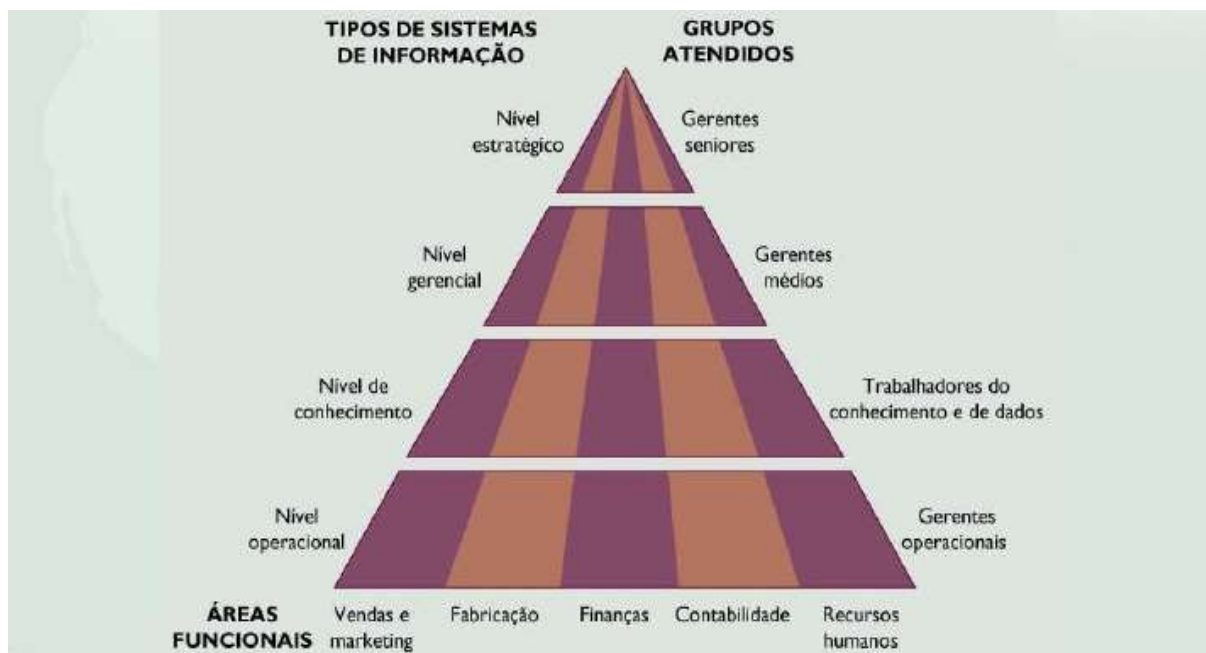 TIPOS DE SISTEMAS
DE INFORMAÇÃO
GRUPOS
ATENDIDOS
Nível
estratégico
Gerentes
seniores
Nível
gerencial
Gerentes
médios
Nível de
conhecimento
Trabalhadores do
conhecimento e de dados
Nível
operacional
Gerentes
operacionais
ÁREAS
FUNCIONAIS
Vendas e
marketing
Fabricação
Finanças
Contabilidade
Recursos
humanos